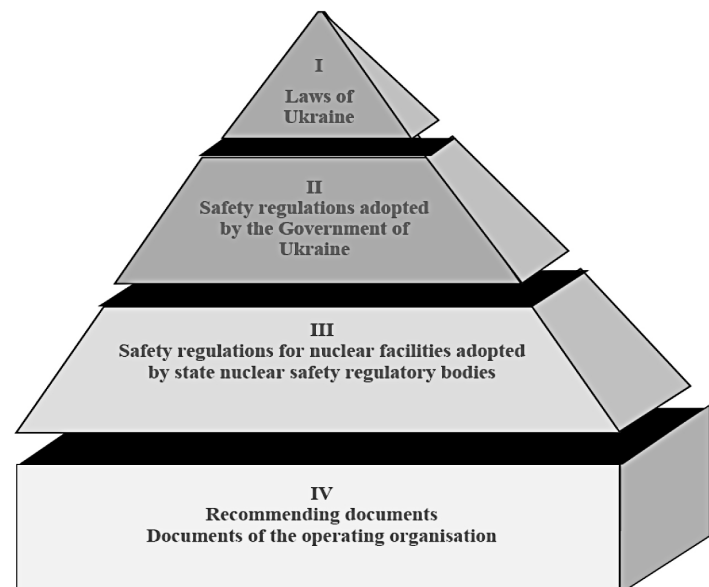 I
Laws of
Ukraine
II
Safety regulations adopted
by the Government of
Ukraine
III
Safety regulations for nuclear facilities adopted
by state nuclear safety regulatory bodies
IV
Recommending documents
Documents of the operating organisation